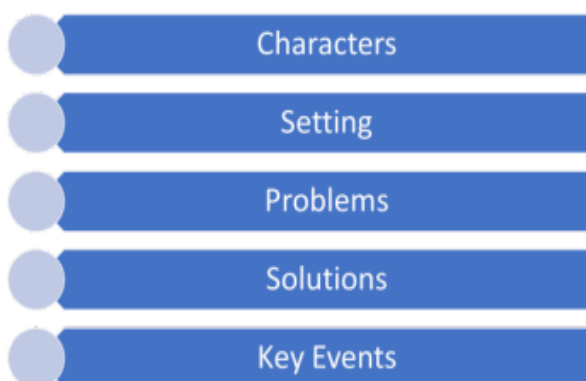 Characters
Setting
Problems
Solutions
Key Events